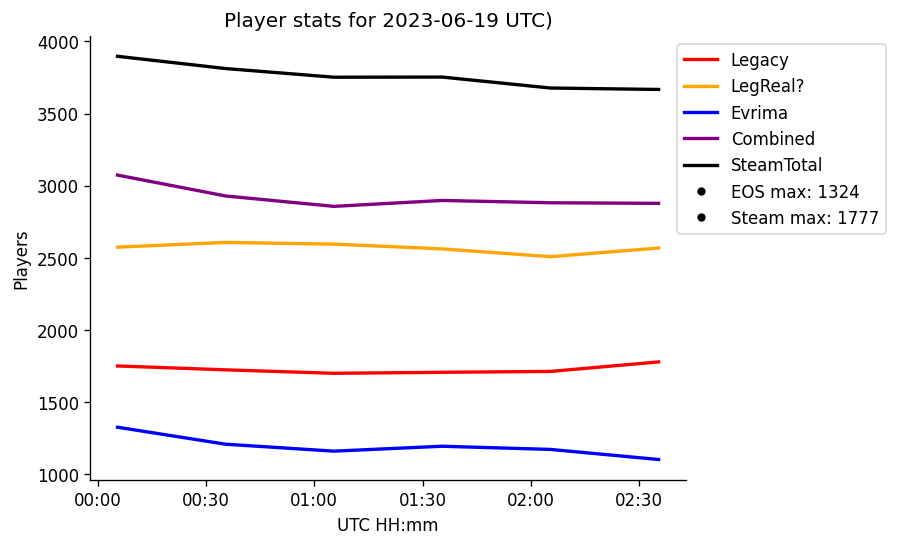 Player stats for 2023-06-19 UTC)
4000
3500
3000
2500
2000
1500
1000
Players
00:00 00:30 01:00 01:30 02:00 02:30
UTC HH:mm
Legacy
LegReal?
Evrima
Combined
SteamTotal
EOS max: 1324
Steam max: 1777